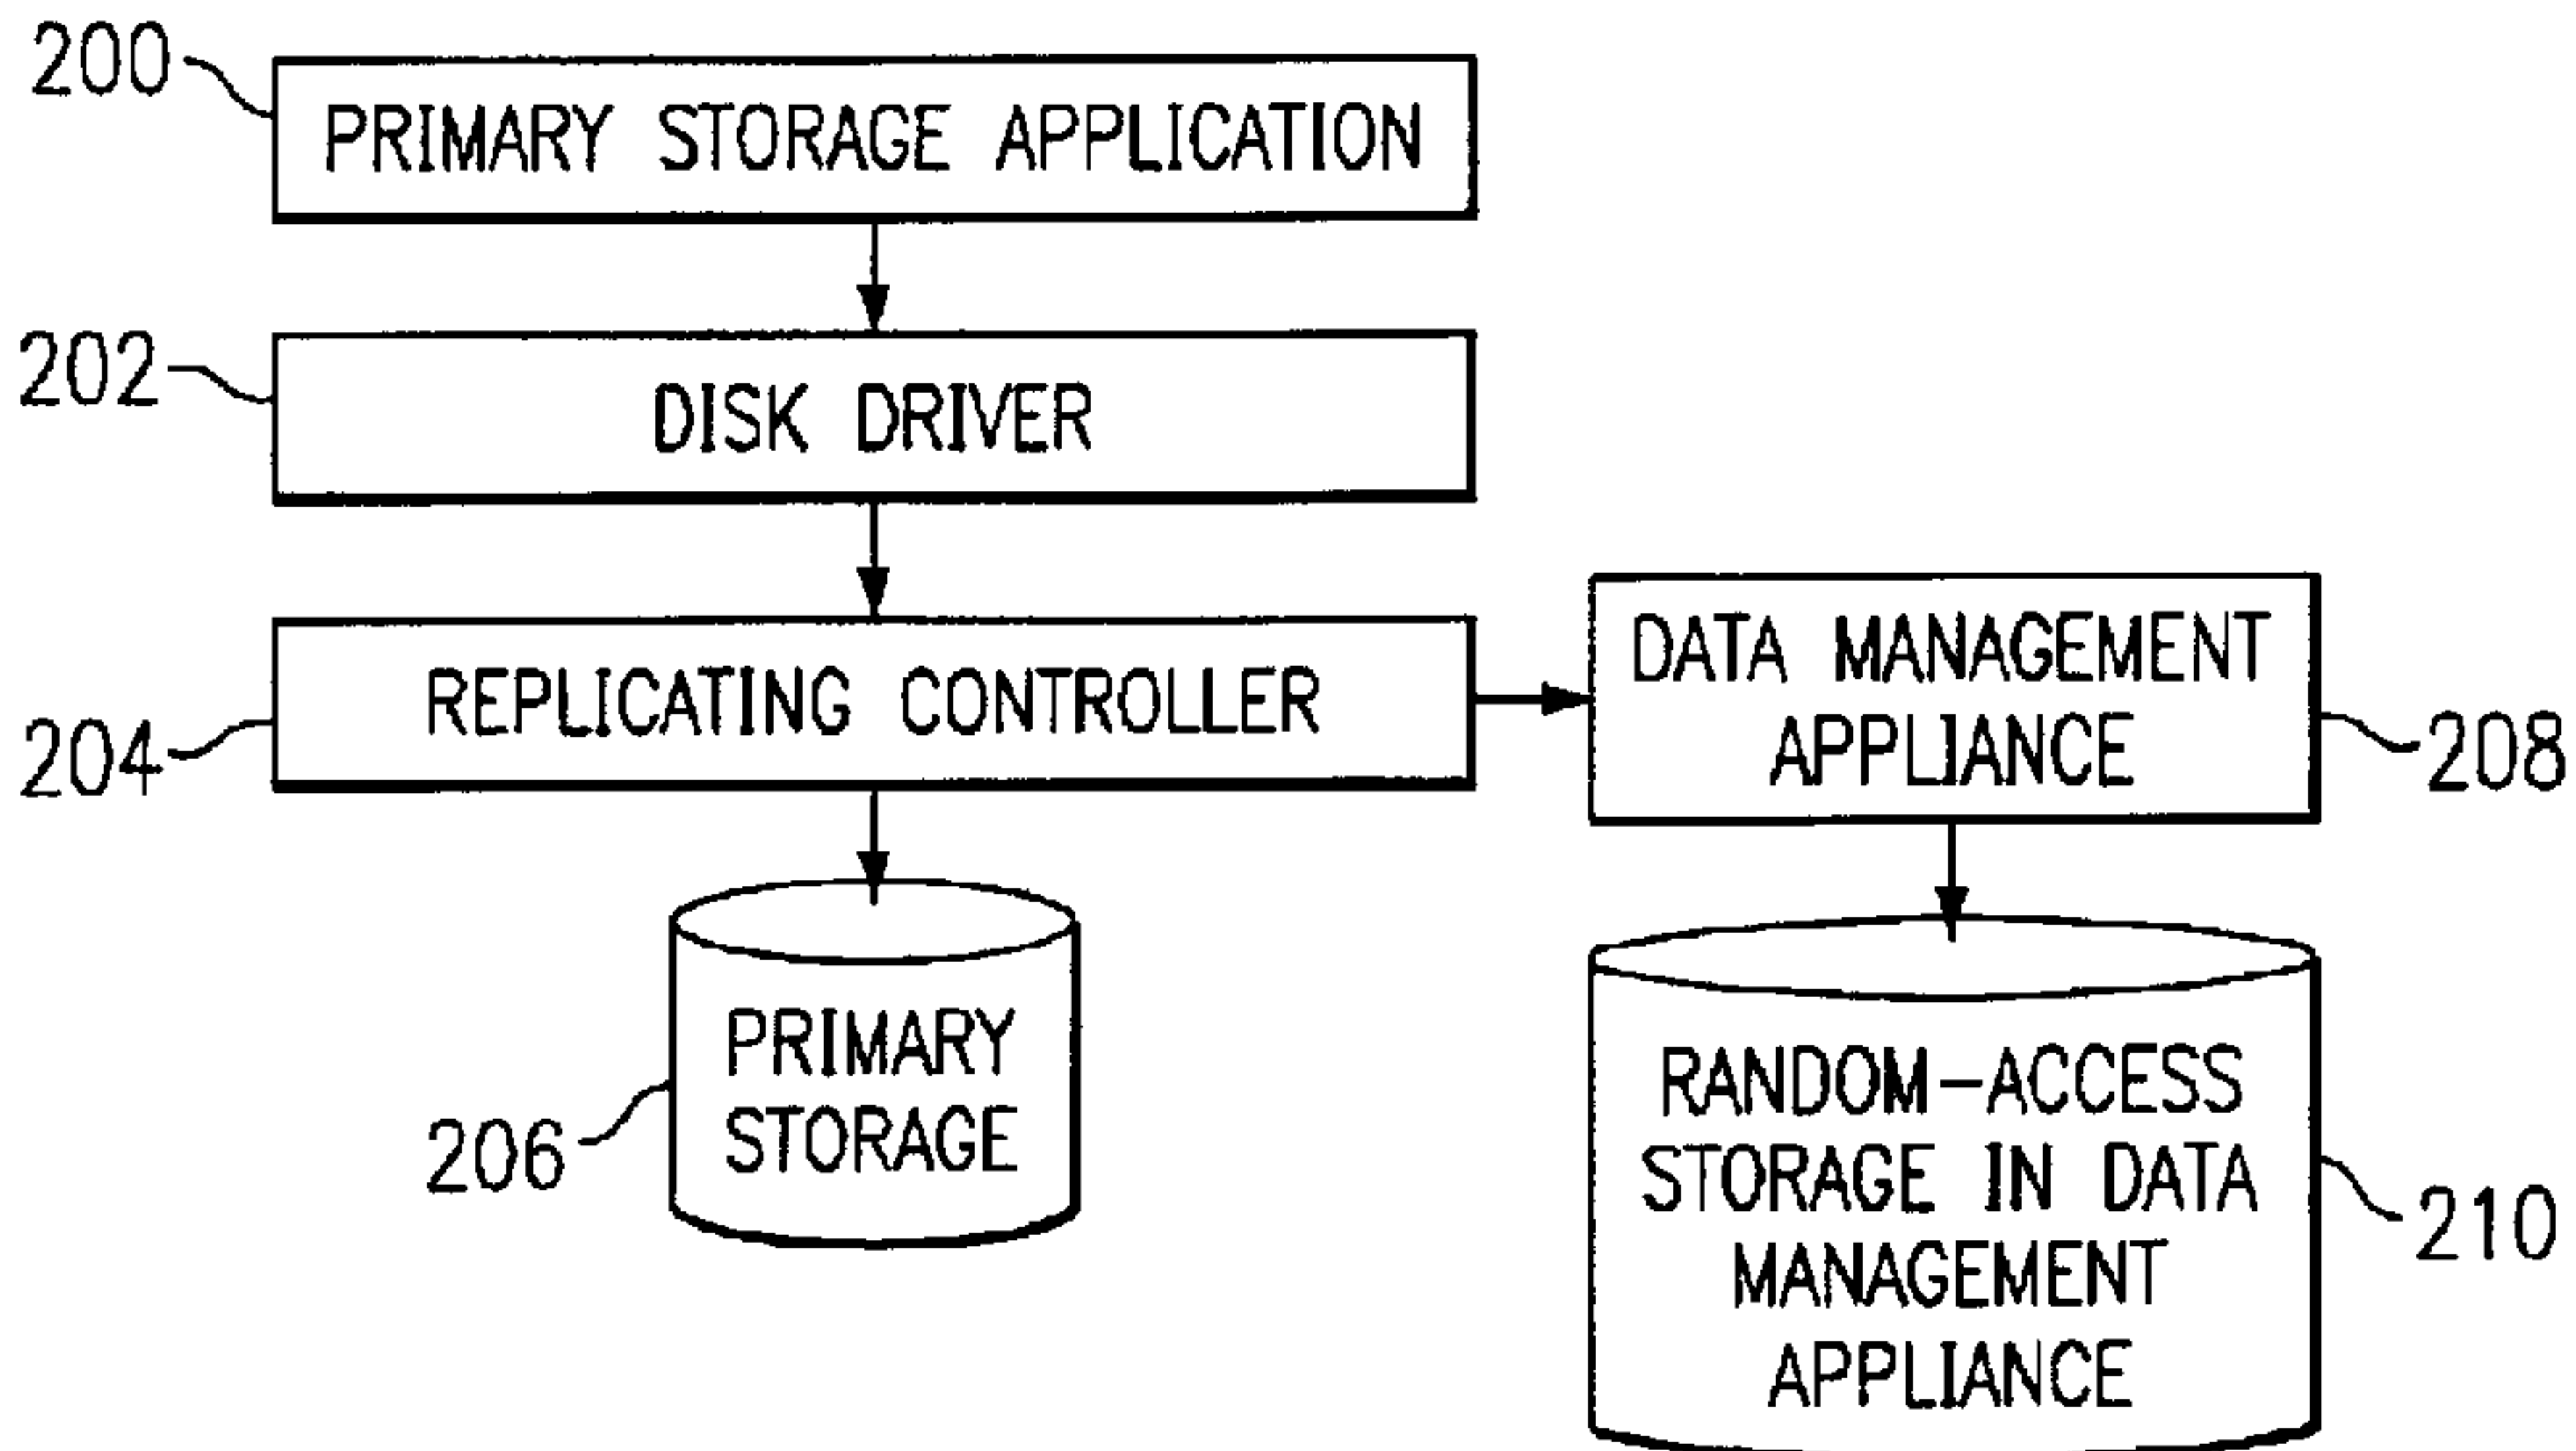 200
PRIMARY STORAGE APPLICATION
202
DISK DRIVER
204
REPLICATING CONTROLLER
DATA MANAGEMENT
APPLIANCE
208
206
PRIMARY
STORAGE
RANDOM-ACCESS
STORAGE IN DATA
MANAGEMENT
APPLIANCE
210